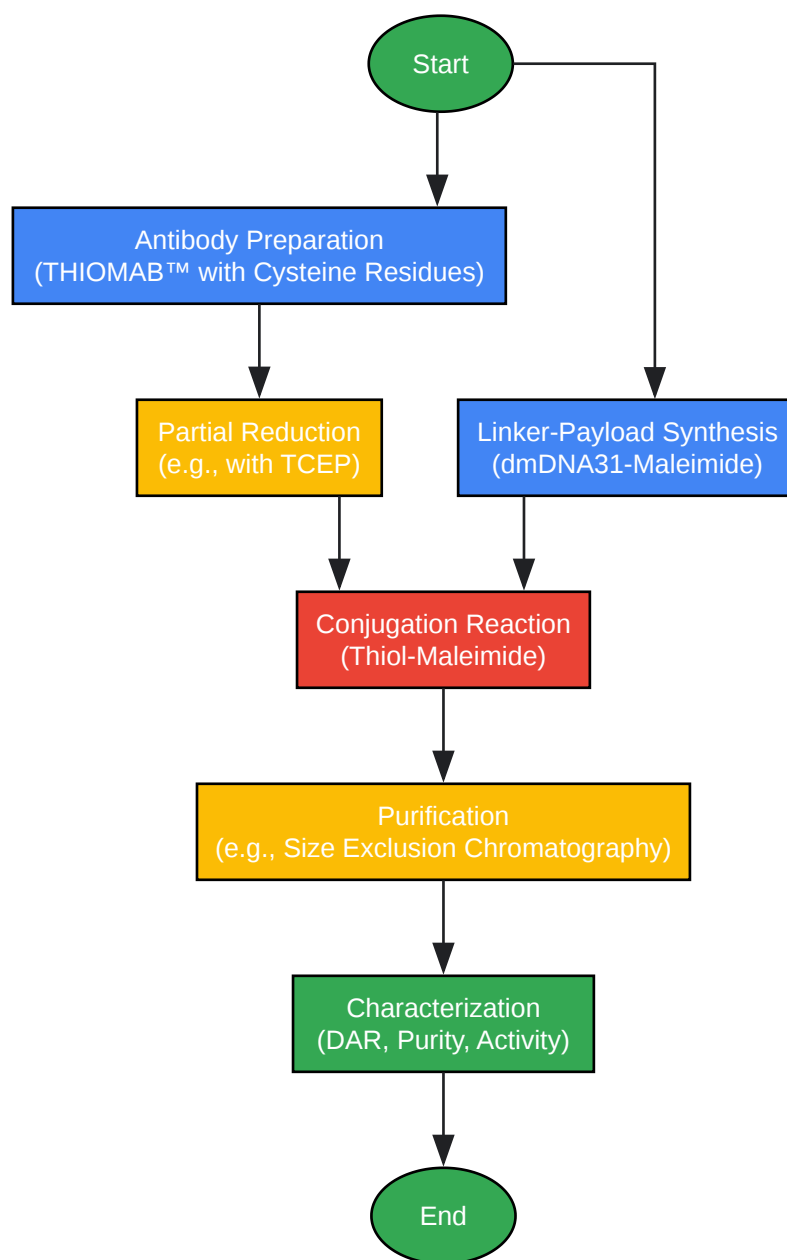 Start
Antibody Preparation
(THIOMAB™ with Cysteine Residues)
Partial Reduction
(e.g., with TCEP)
Linker-Payload Synthesis
(dmDNA31-Maleimide)
Conjugation Reaction
(Thiol-Maleimide)
Purification
(e.g., Size Exclusion Chromatography)
Characterization
(DAR, Purity, Activity)
End